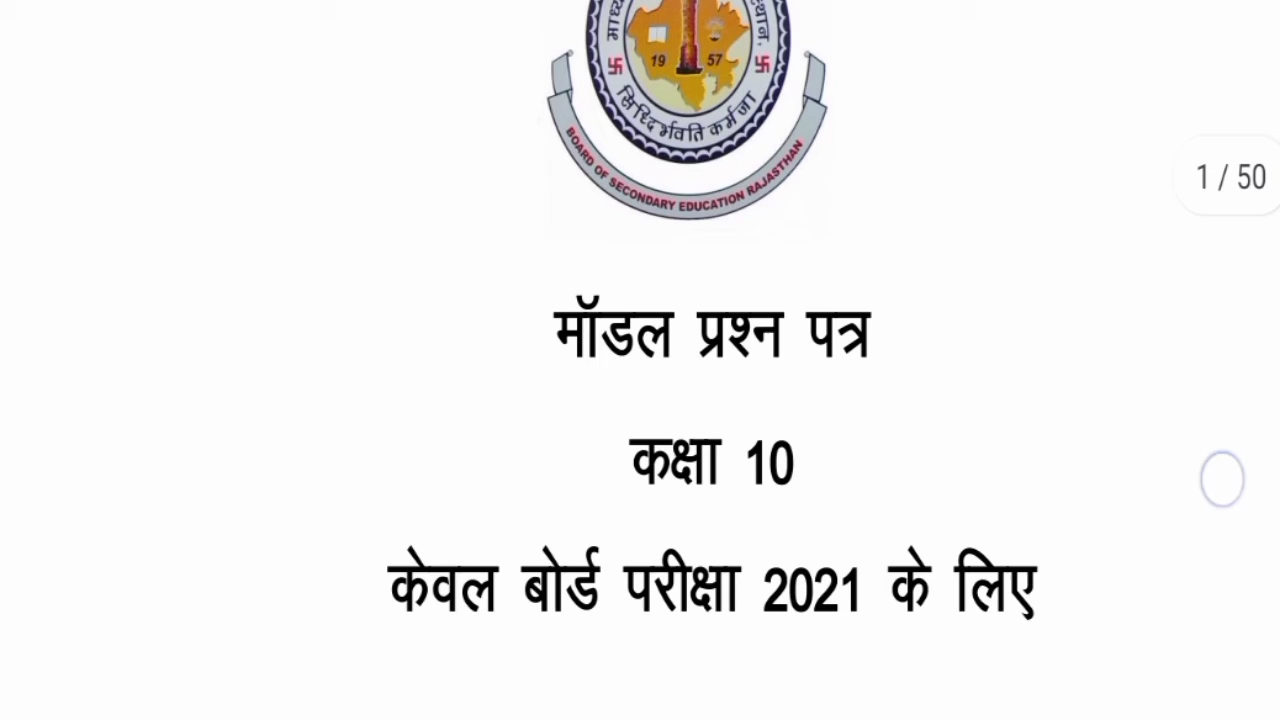 19 57
सिध्दिर्भवति कर्मजा
BOARD OF SECONDARY EDUCATION RAJASTHAN
1 / 50
मॉडल प्रश्न पत्र
कक्षा 10
केवल बोर्ड परीक्षा 2021 के लिए